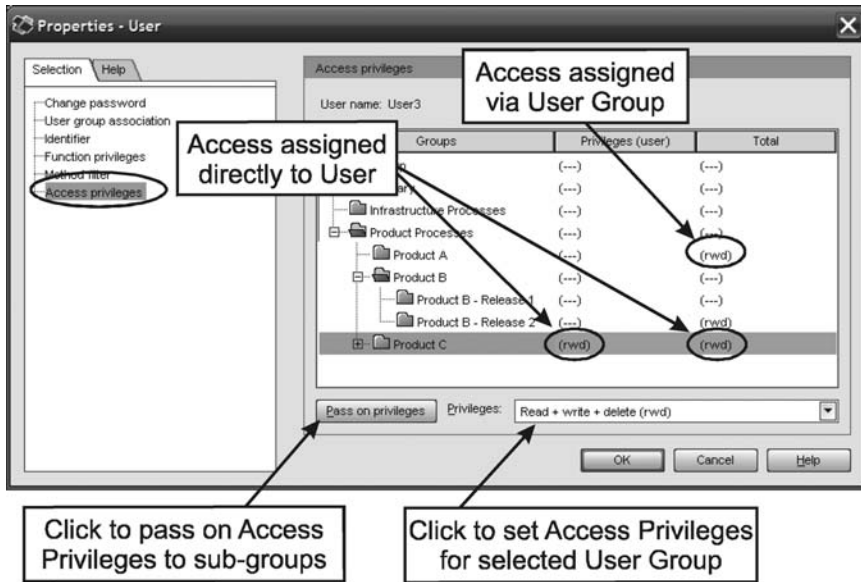 Properties - User
Selection Help
Change password
User group association
Identifier
Function privileges
Method filter
Access privileges
Access privileges
User name: User3
Access assigned
via User Group
Access assigned
directly to User
Groups Privileges (user) Total
(---) (---)
(---) (---)
Infrastructure Processes (---) (---)
Product Processes (---) (---)
Product A (---) (rwd)
Product B (---) (---)
Product B - Release 1 (---) (---)
Product B - Release 2 (---) (rwd)
Product C (rwd) (rwd)
Pass on privileges Privileges: Read + write + delete (rwd)
OK Cancel Help
Click to pass on Access
Privileges to sub-groups
Click to set Access Privileges
for selected User Group